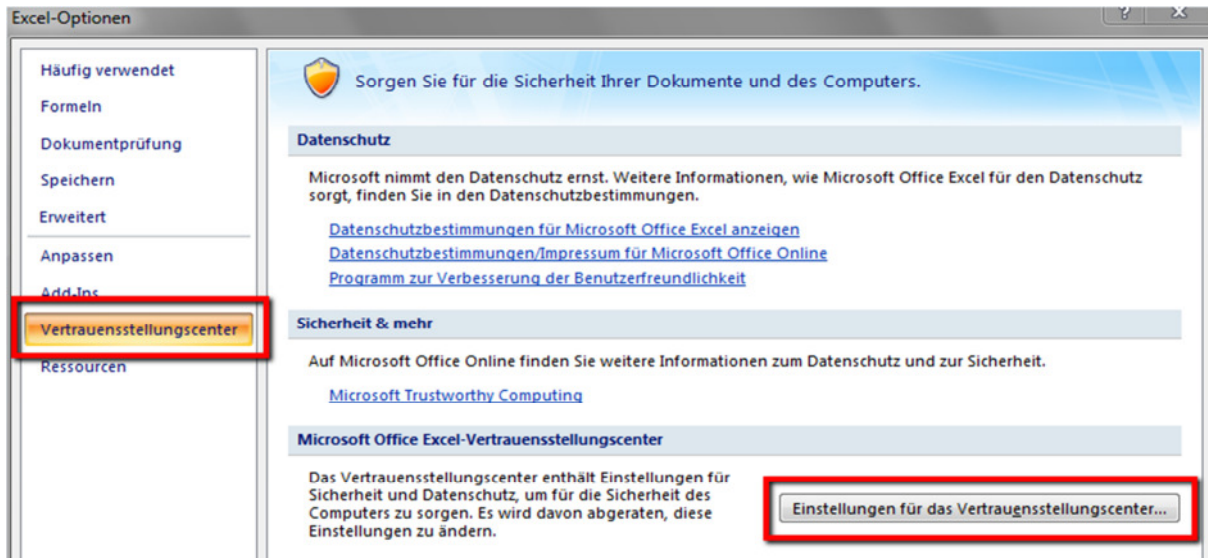 Excel-Optionen
Häufig verwendet
Formeln
Dokumentprüfung
Speichern
Erweitert
Anpassen
Add-Ins
Vertrauensstellungscenter
Ressourcen
Sorgen Sie für die Sicherheit Ihrer Dokumente und des Computers.
Datenschutz
Microsoft nimmt den Datenschutz ernst. Weitere Informationen, wie Microsoft Office Excel für den Datenschutz
sorgt, finden Sie in den Datenschutzbestimmungen.
Datenschutzbestimmungen für Microsoft Office Excel anzeigen
Datenschutzbestimmungen/Impressum für Microsoft Office Online
Programm zur Verbesserung der Benutzerfreundlichkeit
Sicherheit & mehr
Auf Microsoft Office Online finden Sie weitere Informationen zum Datenschutz und zur Sicherheit.
Microsoft Trustworthy Computing
Microsoft Office Excel-Vertrauensstellungscenter
Das Vertrauensstellungscenter enthält Einstellungen für
Sicherheit und Datenschutz, um für die Sicherheit des
Computers zu sorgen. Es wird davon abgeraten, diese
Einstellungen zu ändern.
Einstellungen für das Vertrauensstellungscenter...